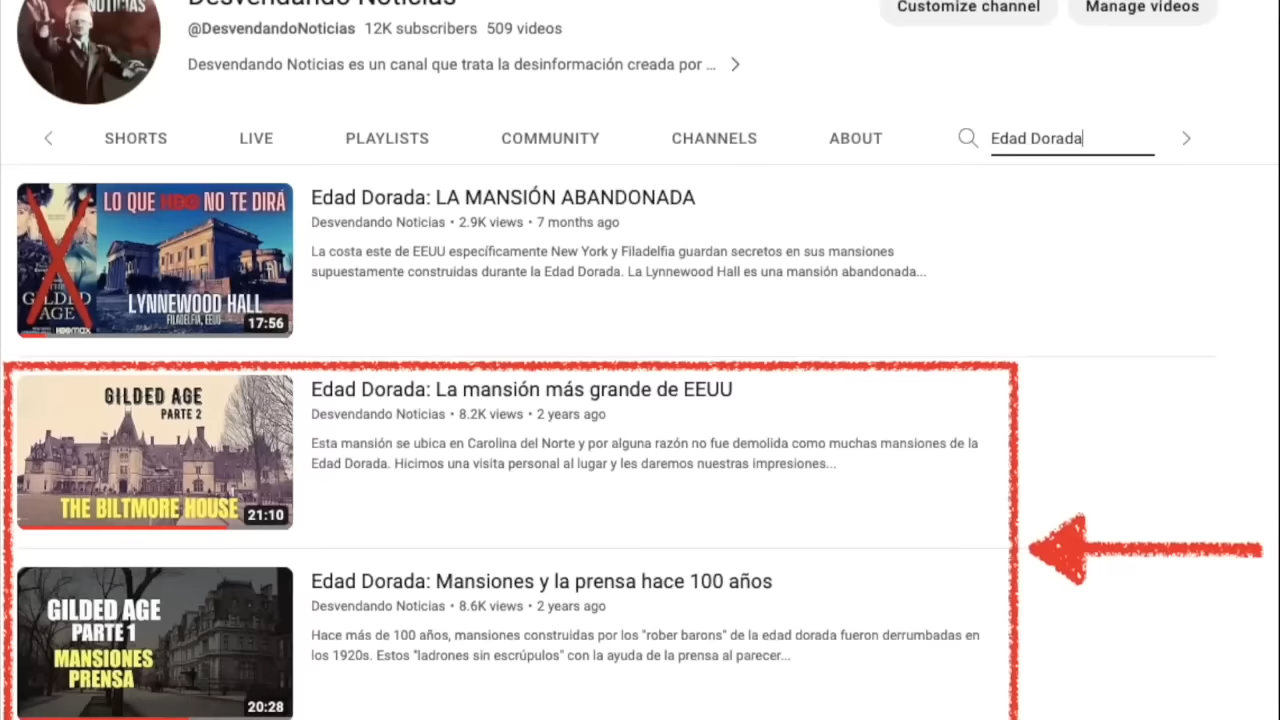 NOTICIAS
Desvendando Noticias
Customize channel
Manage videos
@DesvendandoNoticias 12K subscribers 509 videos
Desvendando Noticias es un canal que trata la desinformación creada por ...
SHORTS LIVE PLAYLISTS COMMUNITY CHANNELS ABOUT Edad Dorada
LO QUE HBO NO TE DIRÁ
THE
GILDED
AGE
HBOMAX
LYNNEWOOD HALL
FILADELFIA, EEUU
17:56
Edad Dorada: LA MANSIÓN ABANDONADA
Desvendando Noticias • 2.9K views • 7 months ago
La costa este de EEUU específicamente New York y Filadelfia guardan secretos en sus mansiones
supuestamente construidas durante la Edad Dorada. La Lynnewood Hall es una mansión abandonada...
GILDED AGE
PARTE 2
THE BILTMORE HOUSE
21:10
Edad Dorada: La mansión más grande de EEUU
Desvendando Noticias • 8.2K views • 2 years ago
Esta mansión se ubica en Carolina del Norte y por alguna razón no fue demolida como muchas mansiones de la
Edad Dorada. Hicimos una visita personal al lugar y les daremos nuestras impresiones...
GILDED AGE
PARTE 1
MANSIONES
PRENSA
20:28
Edad Dorada: Mansiones y la prensa hace 100 años
Desvendando Noticias • 8.6K views • 2 years ago
Hace más de 100 años, mansiones construidas por los "rober barons" de la edad dorada fueron derrumbadas en
los 1920s. Estos "ladrones sin escrúpulos" con la ayuda de la prensa al parecer...